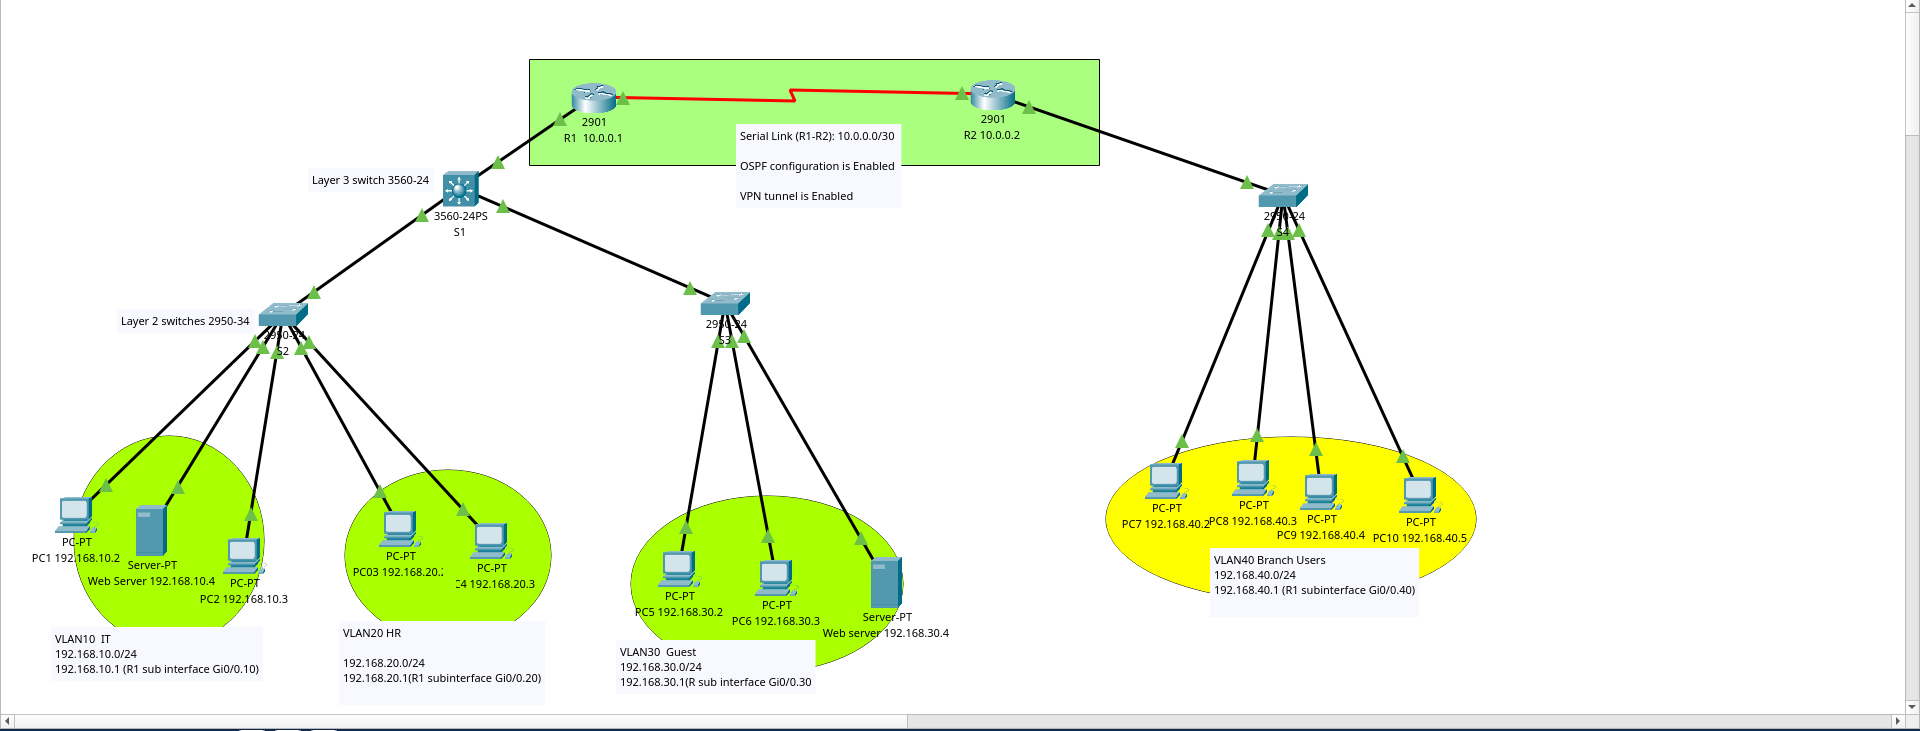 2901
R1  10.0.0.1
2901
R2 10.0.0.2
Serial Link (R1-R2): 10.0.0.0/30
OSPF configuration is Enabled
VPN tunnel is Enabled
Layer 3 switch 3560-24
3560-24PS
S1
2950-24
S4
Layer 2 switches 2950-34
2950-24
S2
2950-24
S3
PC-PT
PC1 192.168.10.2
Server-PT
Web Server 192.168.10.4
PC-PT
PC2 192.168.10.3
PC-PT
PC03 192.168.20.
PC-PT
C4 192.168.20.3
PC-PT
PC5 192.168.30.2
PC-PT
PC6 192.168.30.3
Server-PT
Web server 192.168.30.4
PC-PT
PC7 192.168.40.2
PC-PT
PC8 192.168.40.3
PC-PT
PC9 192.168.40.4
PC-PT
PC10 192.168.40.5
VLAN10  IT
192.168.10.0/24
192.168.10.1 (R1 sub interface Gi0/0.10)
VLAN20 HR
192.168.20.0/24
192.168.20.1(R1 subinterface Gi0/0.20)
VLAN30  Guest
192.168.30.0/24
192.168.30.1(R sub interface Gi0/0.30
VLAN40 Branch Users
192.168.40.0/24
192.168.40.1 (R1 subinterface Gi0/0.40)